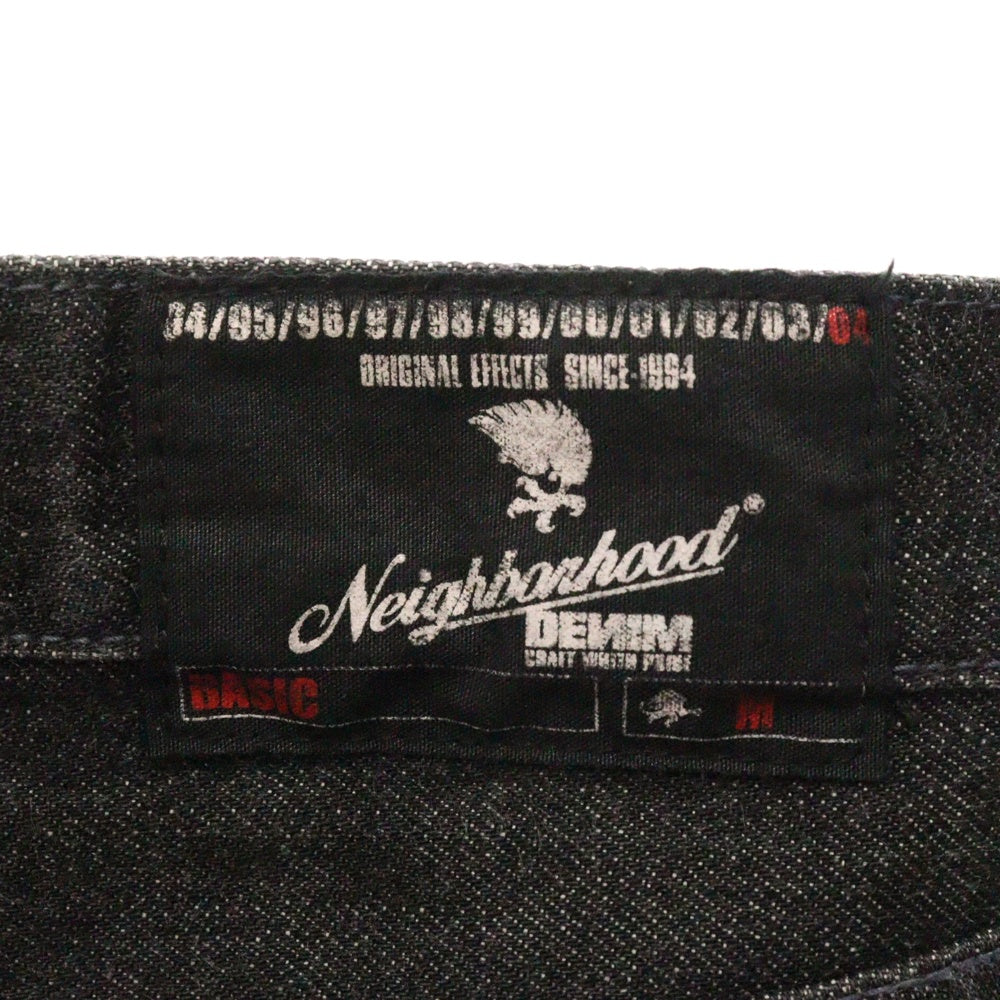 94/95/96/97/98/99/00/01/02/03/04
ORIGINAL EFFECTS SINCE-1994
Neighborhood®
DENIM
BASIC
M